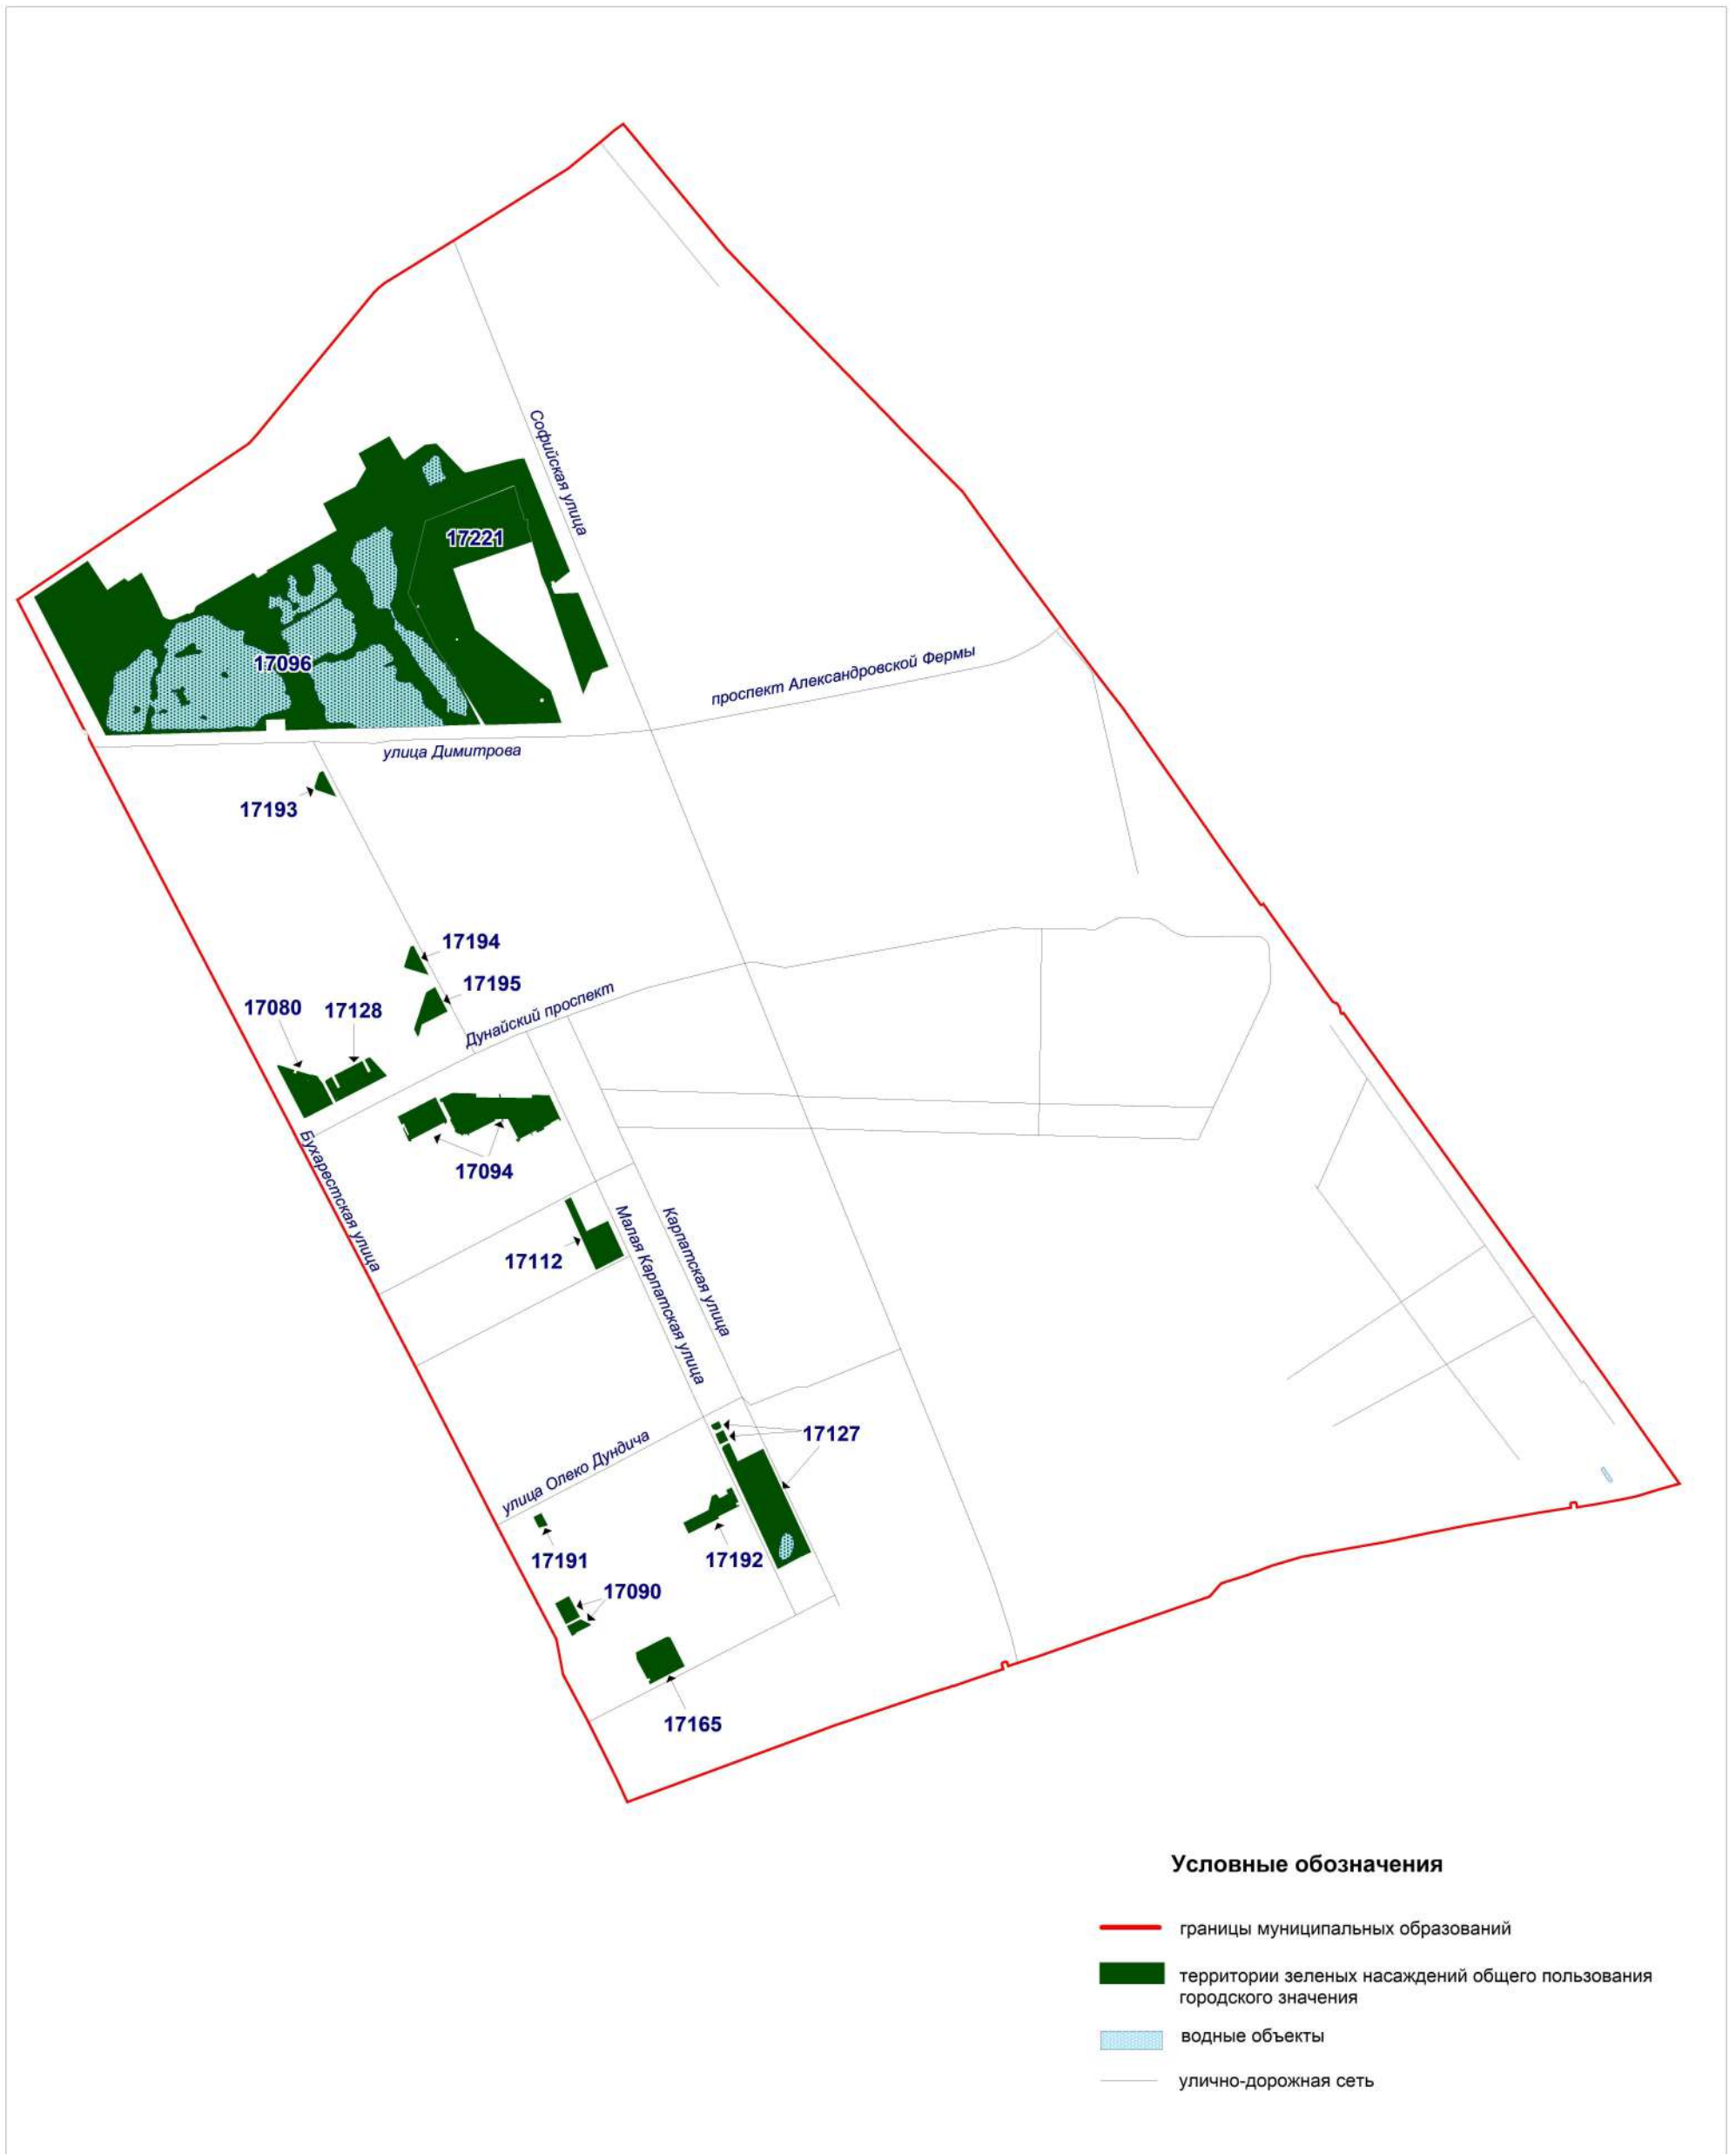 Софийская улица
17221
17096
проспект Александровской Фермы
улица Димитрова
17193
17194
17195
17080
17128
Дунайский проспект
Бухарестская улица
17094
17112
Малая Карпатская улица
Карпатская улица
17127
улица Олеко Дундича
17191
17192
17090
17165
Условные обозначения
границы муниципальных образований
территории зеленых насаждений общего пользования
городского значения
водные объекты
улично-дорожная сеть